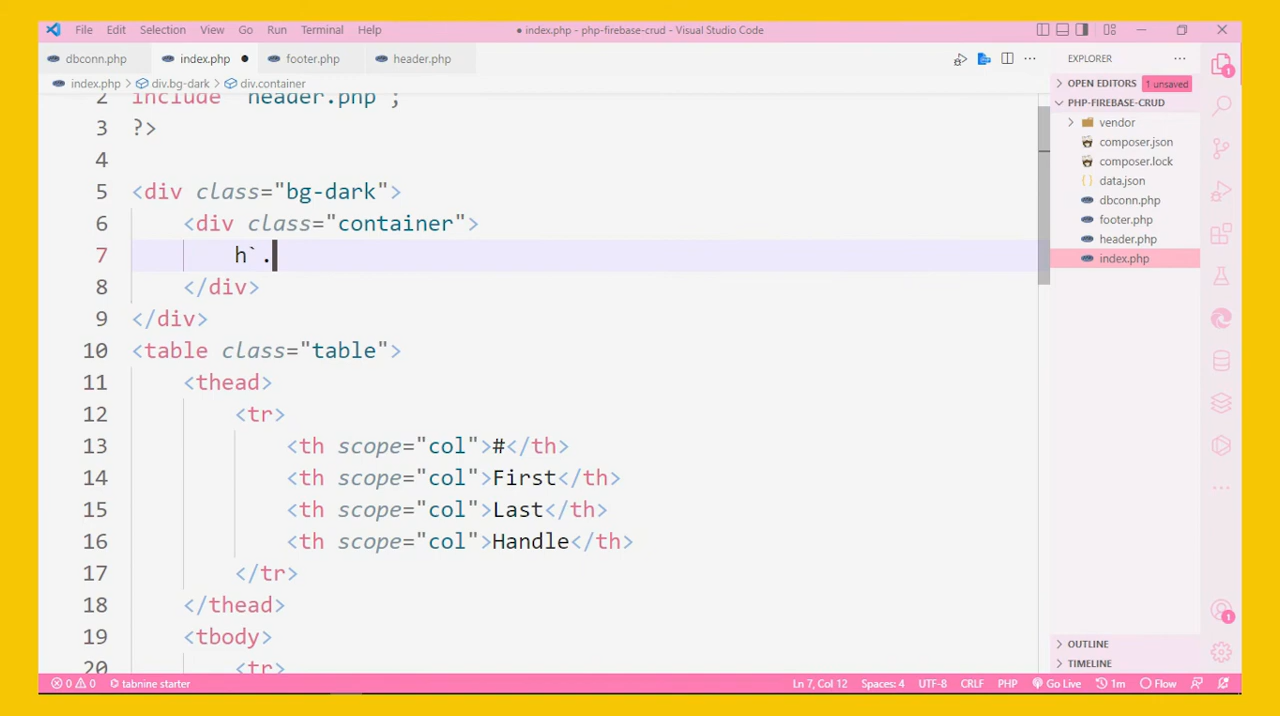 File Edit Selection View Go Run Terminal Help
● index.php - php-firebase-crud - Visual Studio Code
dbconn.php
index.php ●
footer.php
header.php
EXPLORER ···
index.php > div.bg-dark > div.container
OPEN EDITORS 1 unsaved
PHP-FIREBASE-CRUD
vendor
composer.json
composer.lock
{} data.json
dbconn.php
footer.php
header.php
index.php
2 include 'header.php';
3 ?>
4
5 <div class="bg-dark">
6 <div class="container">
7 h`.
8 </div>
9 </div>
10 <table class="table">
11 <thead>
12 <tr>
13 <th scope="col">#</th>
14 <th scope="col">First</th>
15 <th scope="col">Last</th>
16 <th scope="col">Handle</th>
17 </tr>
18 </thead>
19 <tbody>
20 <tr>
1
1
OUTLINE
TIMELINE
0 0 tabnine starter Ln 7, Col 12 Spaces: 4 UTF-8 CRLF PHP Go Live 1m Flow